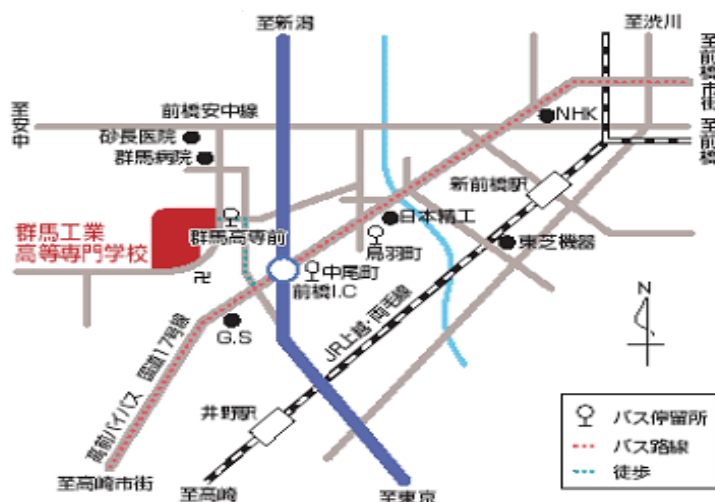 至新潟
至渋川
至前橋市街
至安中
前橋安中線
至前橋
NHK
砂長医院
群馬病院
新前橋駅
日本精工
群馬工業
高等専門学校
群馬高専前
鳥羽町
東芝機器
卍
中尾町
前橋I.C
N
G.S
JR上越・両毛線
高前バイパス 国道17号線
井野駅
バス停留所
バス路線
徒歩
至高崎市街
至高崎
至東京